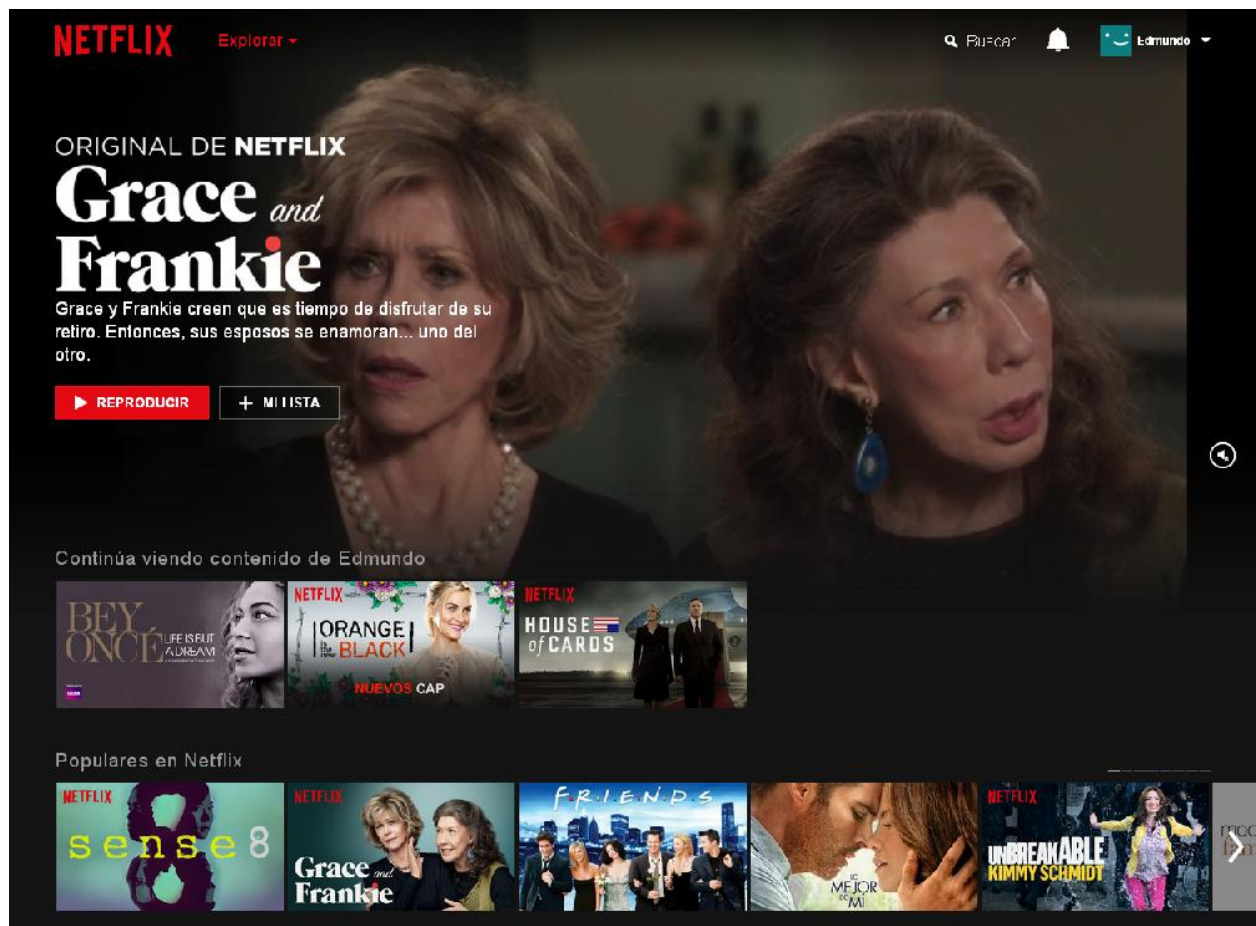 NETFLIX
Explorar
Buscar
Edmundo
ORIGINAL DE NETFLIX
Grace and
Frankie
Grace y Frankie creen que es tiempo de disfrutar de su
retiro. Entonces, sus esposos se enamoran... uno del
otro.
REPRODUCIR
+ MI LISTA
Continúa viendo contenido de Edmundo
BEY
ONCÉ
LIFE IS BUT
A DREAM
NETFLIX
ORANGE
is the new
BLACK
NUEVOS CAP
NETFLIX
HOUSE
of CARDS
Populares en Netflix
NETFLIX
sense8
NETFLIX
Grace and
Frankie
F·R·I·E·N·D·S
LO
MEJOR
DE MÍ
NETFLIX
UNBREAKABLE
KIMMY SCHMIDT